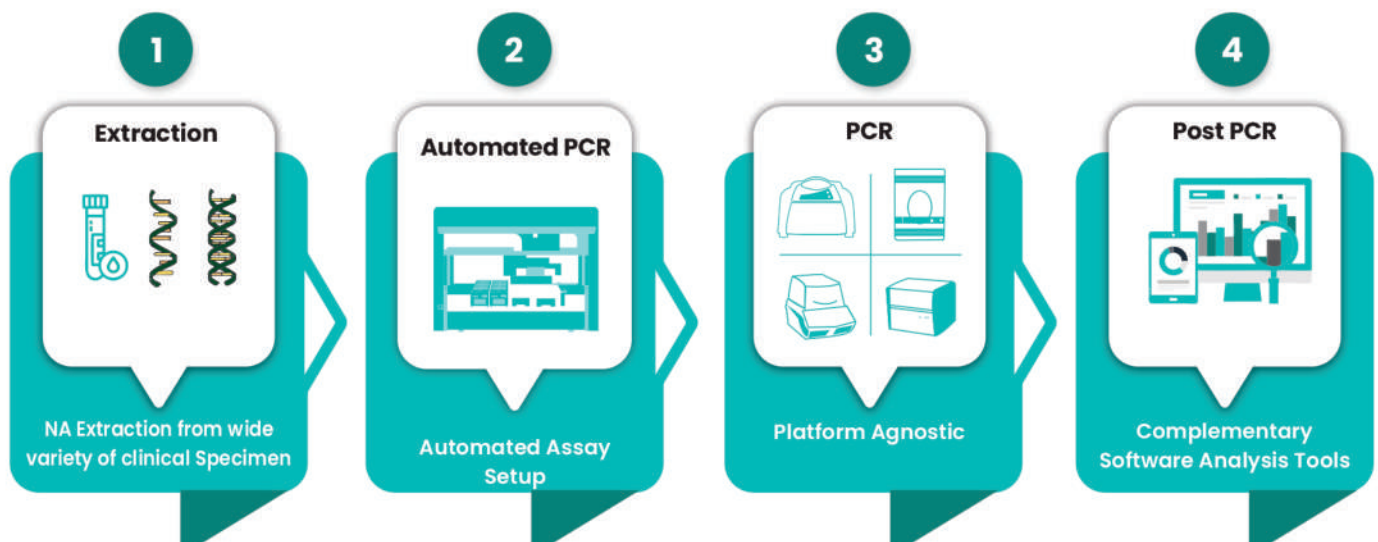 1
Extraction
NA Extraction from wide
variety of clinical Specimen
2
Automated PCR
Automated Assay
Setup
3
PCR
Platform Agnostic
4
Post PCR
Complementary
Software Analysis Tools